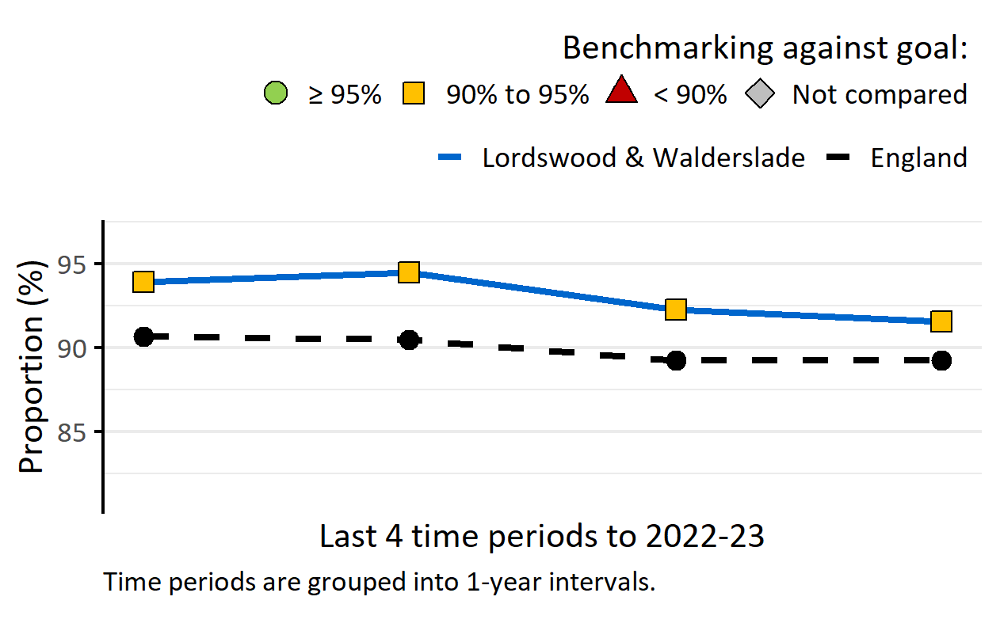 Benchmarking against goal:
≥ 95% 90% to 95% < 90% Not compared
Lordswood & Walderslade England
Proportion (%)
95
90
85
Last 4 time periods to 2022-23
Time periods are grouped into 1-year intervals.